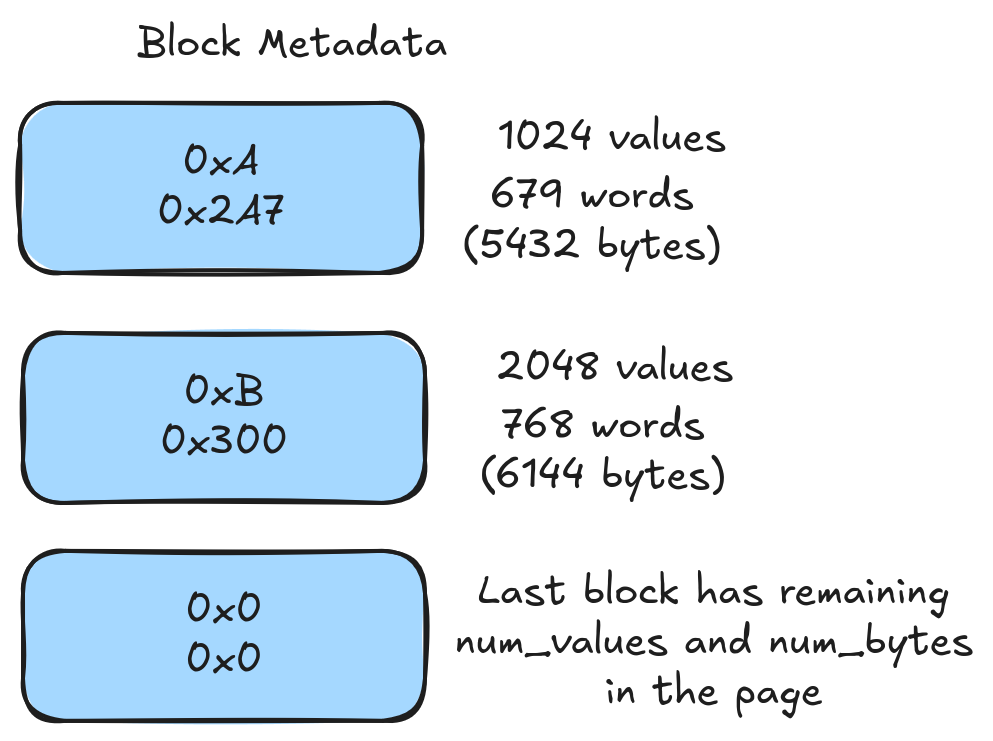 Block Metadata
0xA
0x2A7
1024 values
679 words
(5432 bytes)
0xB
0x300
2048 values
768 words
(6144 bytes)
0x0
0x0
Last block has remaining
num_values and num_bytes
in the page